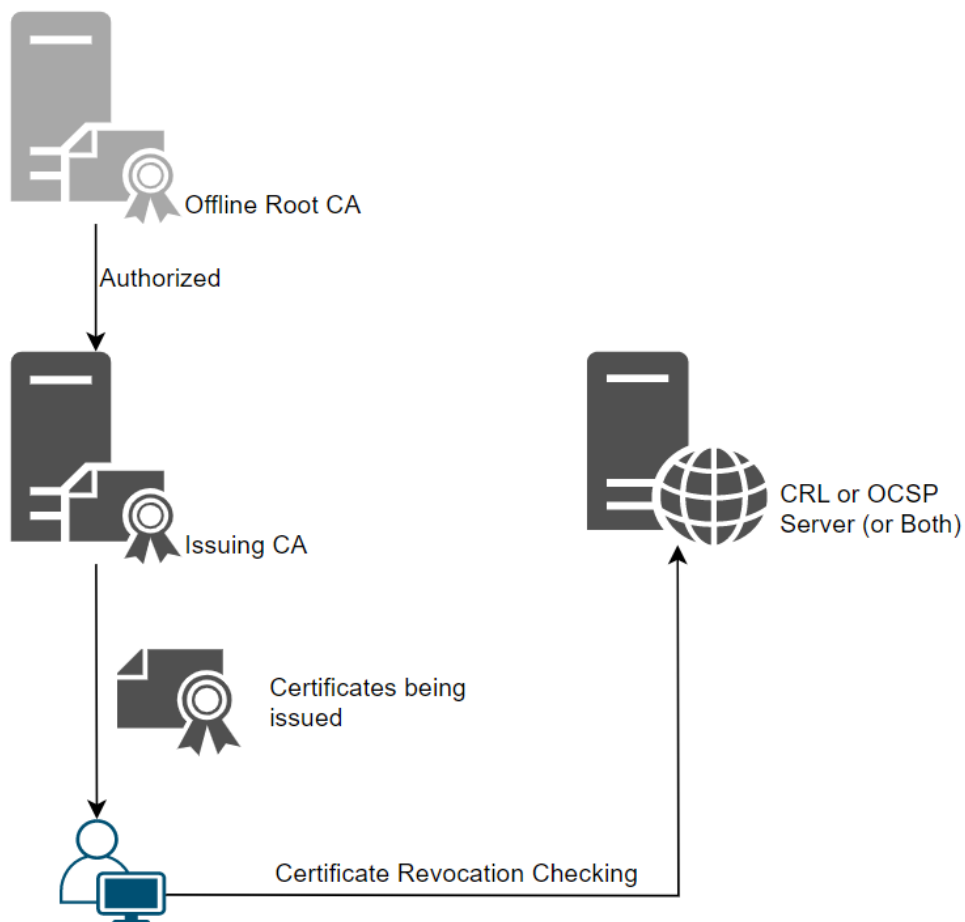 Offline Root CA
Authorized
Issuing CA
CRL or OCSP
Server (or Both)
Certificates being
issued
Certificate Revocation Checking